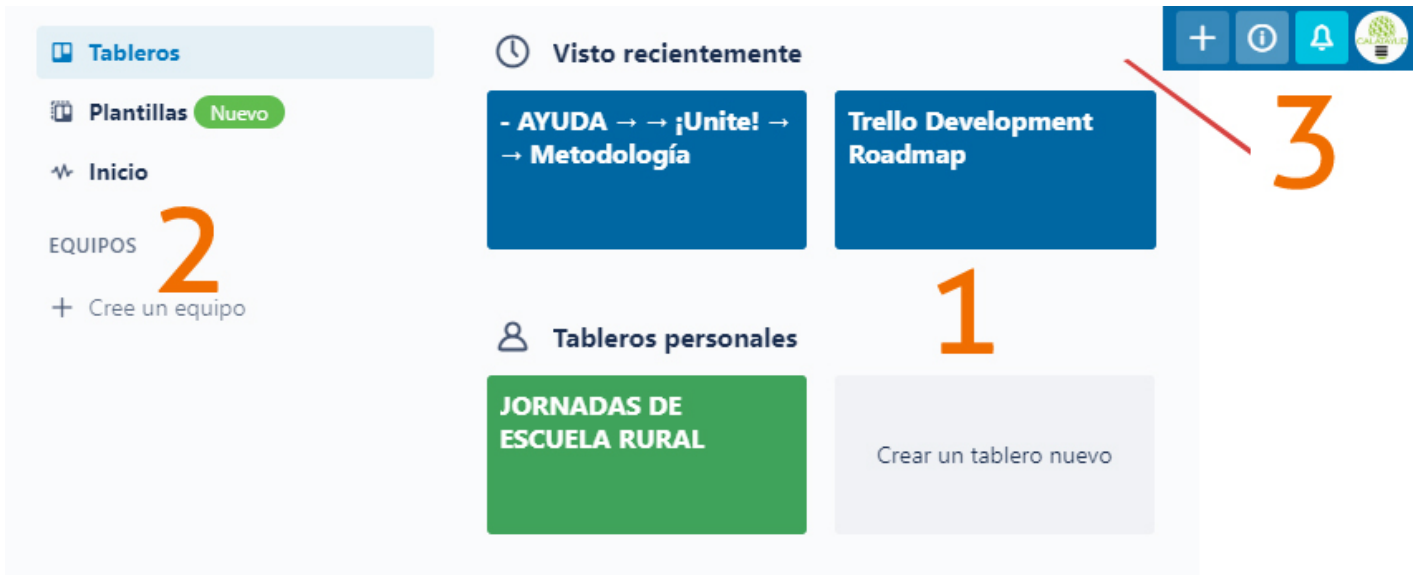 Tableros
Plantillas Nuevo
Inicio
EQUIPOS
2
+ Cree un equipo
Visto recientemente
- AYUDA → → ¡Unite! →
→ Metodología
Trello Development
Roadmap
1
Tableros personales
JORNADAS DE
ESCUELA RURAL
Crear un tablero nuevo
CALATAYUD
3